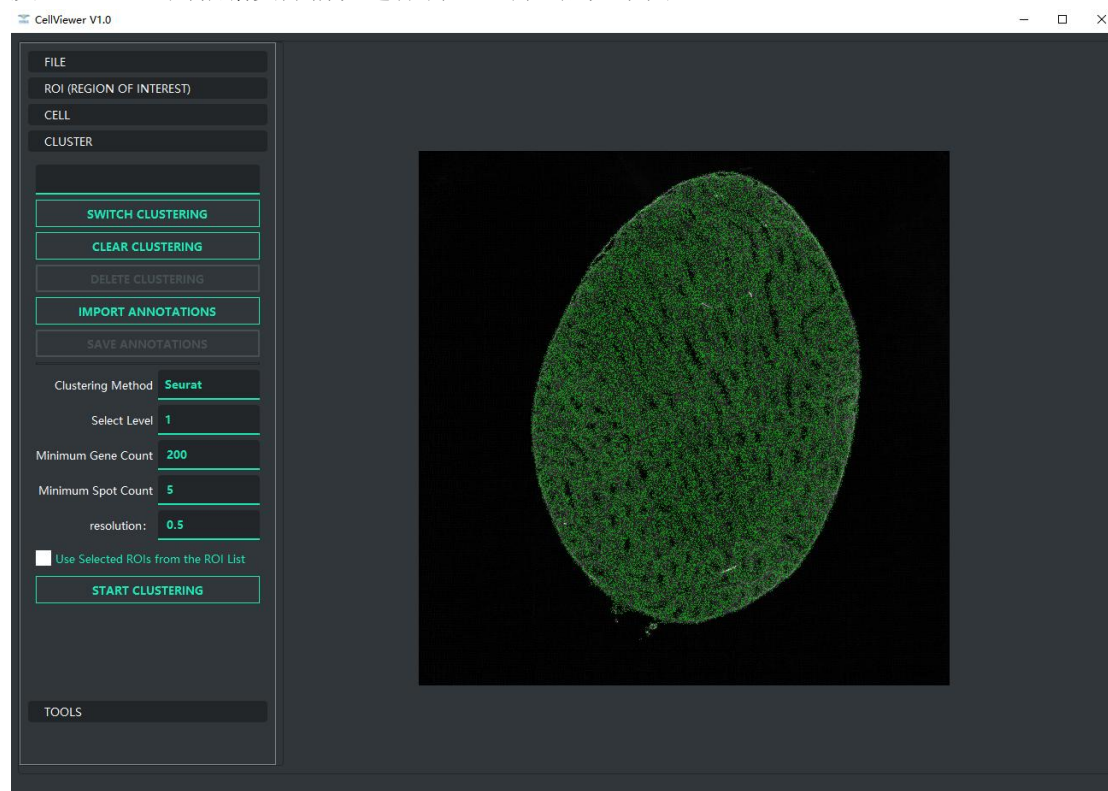 CellViewer V1.0
FILE
ROI (REGION OF INTEREST)
CELL
CLUSTER
SWITCH CLUSTERING
CLEAR CLUSTERING
DELETE CLUSTERING
IMPORT ANNOTATIONS
SAVE ANNOTATIONS
Clustering Method Seurat
Select Level 1
Minimum Gene Count 200
Minimum Spot Count 5
resolution: 0.5
Use Selected ROIs from the ROI List
START CLUSTERING
TOOLS